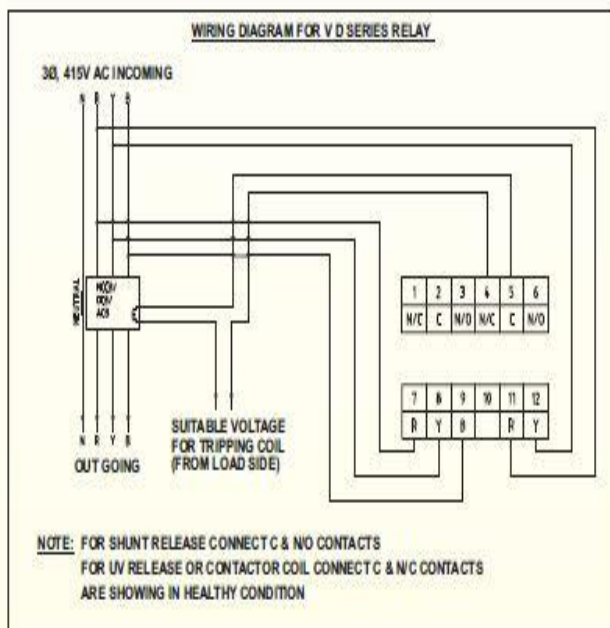 WIRING DIAGRAM FOR V D SERIES RELAY
3Ø, 415V AC INCOMING
N R Y B
NEUTRAL
MCCB/
ACB
1 2 3 4 5 6
N/C C N/O N/C C N/O
7 8 9 10 11 12
R Y B R Y
N R Y B
OUT GOING
SUITABLE VOLTAGE
FOR TRIPPING COIL
(FROM LOAD SIDE)
NOTE: FOR SHUNT RELEASE CONNECT C & N/O CONTACTS
FOR UV RELEASE OR CONTACTOR COIL CONNECT C & N/C CONTACTS
ARE SHOWING IN HEALTHY CONDITION